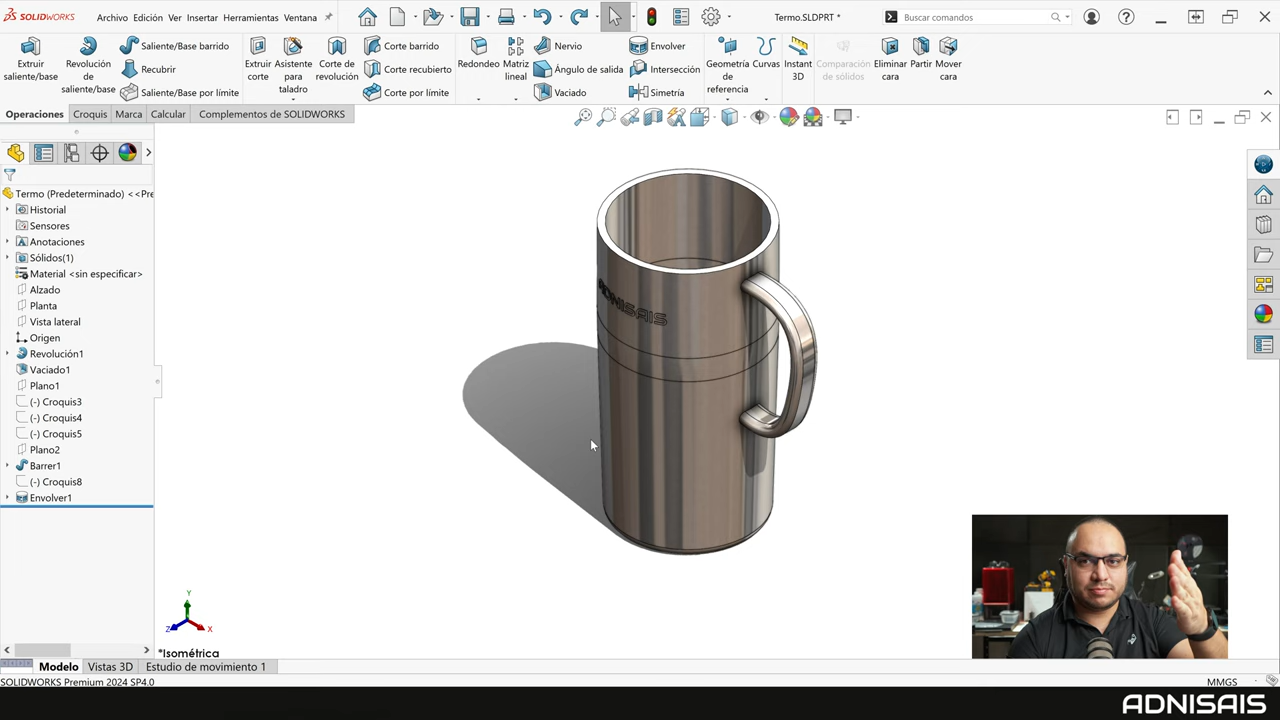 SOLIDWORKS
Archivo Edición Ver Insertar Herramientas Ventana
Termo.SLDPRT *
Buscar comandos
Extruir saliente/base
Revolución de saliente/base
Saliente/Base barrido
Recubrir
Saliente/Base por límite
Extruir corte
Asistente para taladro
Corte de revolución
Corte barrido
Corte recubierto
Corte por límite
Redondeo
Matriz lineal
Nervio
Ángulo de salida
Vaciado
Envolver
Intersección
Simetría
Geometría de referencia
Curvas
Instant 3D
Comparación de sólidos
Eliminar cara
Partir
Mover cara
Operaciones Croquis Marca Calcular Complementos de SOLIDWORKS
Termo (Predeterminado) <<Pre
Historial
Sensores
Anotaciones
Sólidos(1)
Material <sin especificar>
Alzado
Planta
Vista lateral
Origen
Revolución1
Vaciado1
Plano1
(-) Croquis3
(-) Croquis4
(-) Croquis5
Plano2
Barrer1
(-) Croquis8
Envolver1
ADNISAIS
Y
Z
X
*Isométrica
Modelo Vistas 3D Estudio de movimiento 1
SOLIDWORKS Premium 2024 SP4.0
MMGS
ADNISAIS